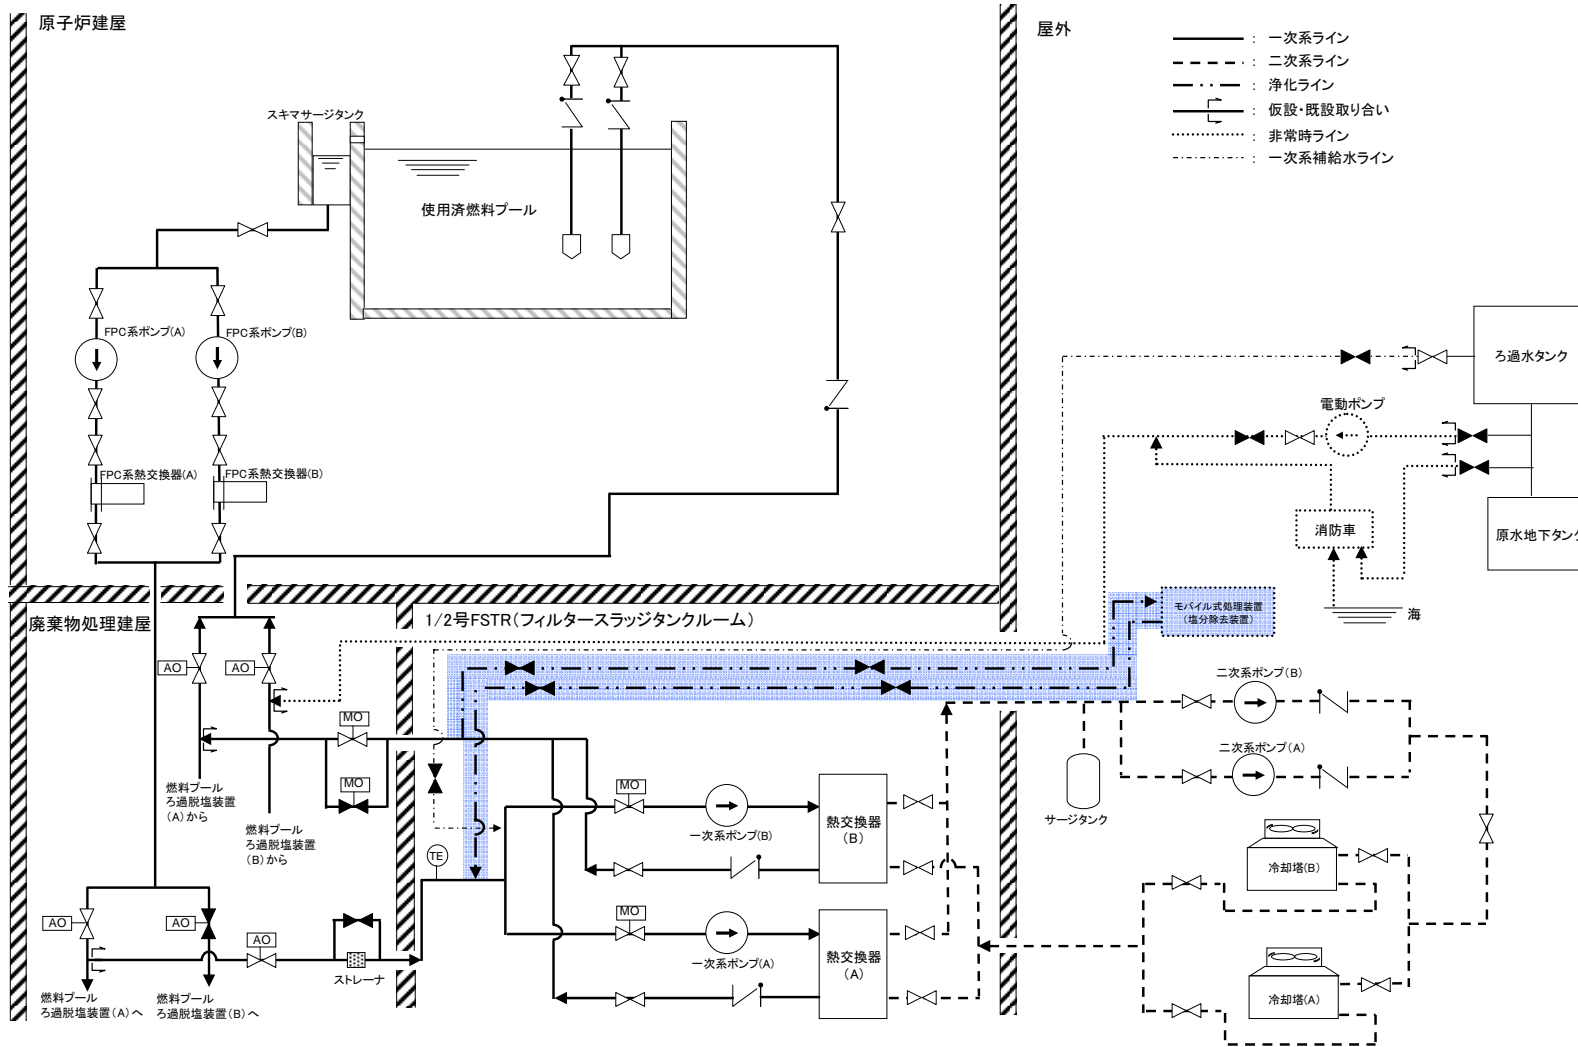 原子炉建屋
屋外
: 一次系ライン
: 二次系ライン
: 浄化ライン
: 仮設・既設取り合い
: 非常時ライン
: 一次系補給水ライン
スキマサージタンク
使用済燃料プール
FPC系ポンプ(A)
FPC系ポンプ(B)
ろ過水タンク
電動ポンプ
FPC系熱交換器(A)
FPC系熱交換器(B)
消防車
原水地下タンク
海
モバイル式処理装置
(塩分除去装置)
廃棄物処理建屋
1/2号FSTR(フィルタースラッジタンクルーム)
AO
AO
二次系ポンプ(B)
MO
二次系ポンプ(A)
MO
燃料プール
ろ過脱塩装置
(A)から
燃料プール
ろ過脱塩装置
(B)から
MO
一次系ポンプ(B)
熱交換器
(B)
サージタンク
TE
冷却塔(B)
AO
AO
AO
MO
一次系ポンプ(A)
熱交換器
(A)
ストレーナ
冷却塔(A)
燃料プール
ろ過脱塩装置(A)へ
燃料プール
ろ過脱塩装置(B)へ